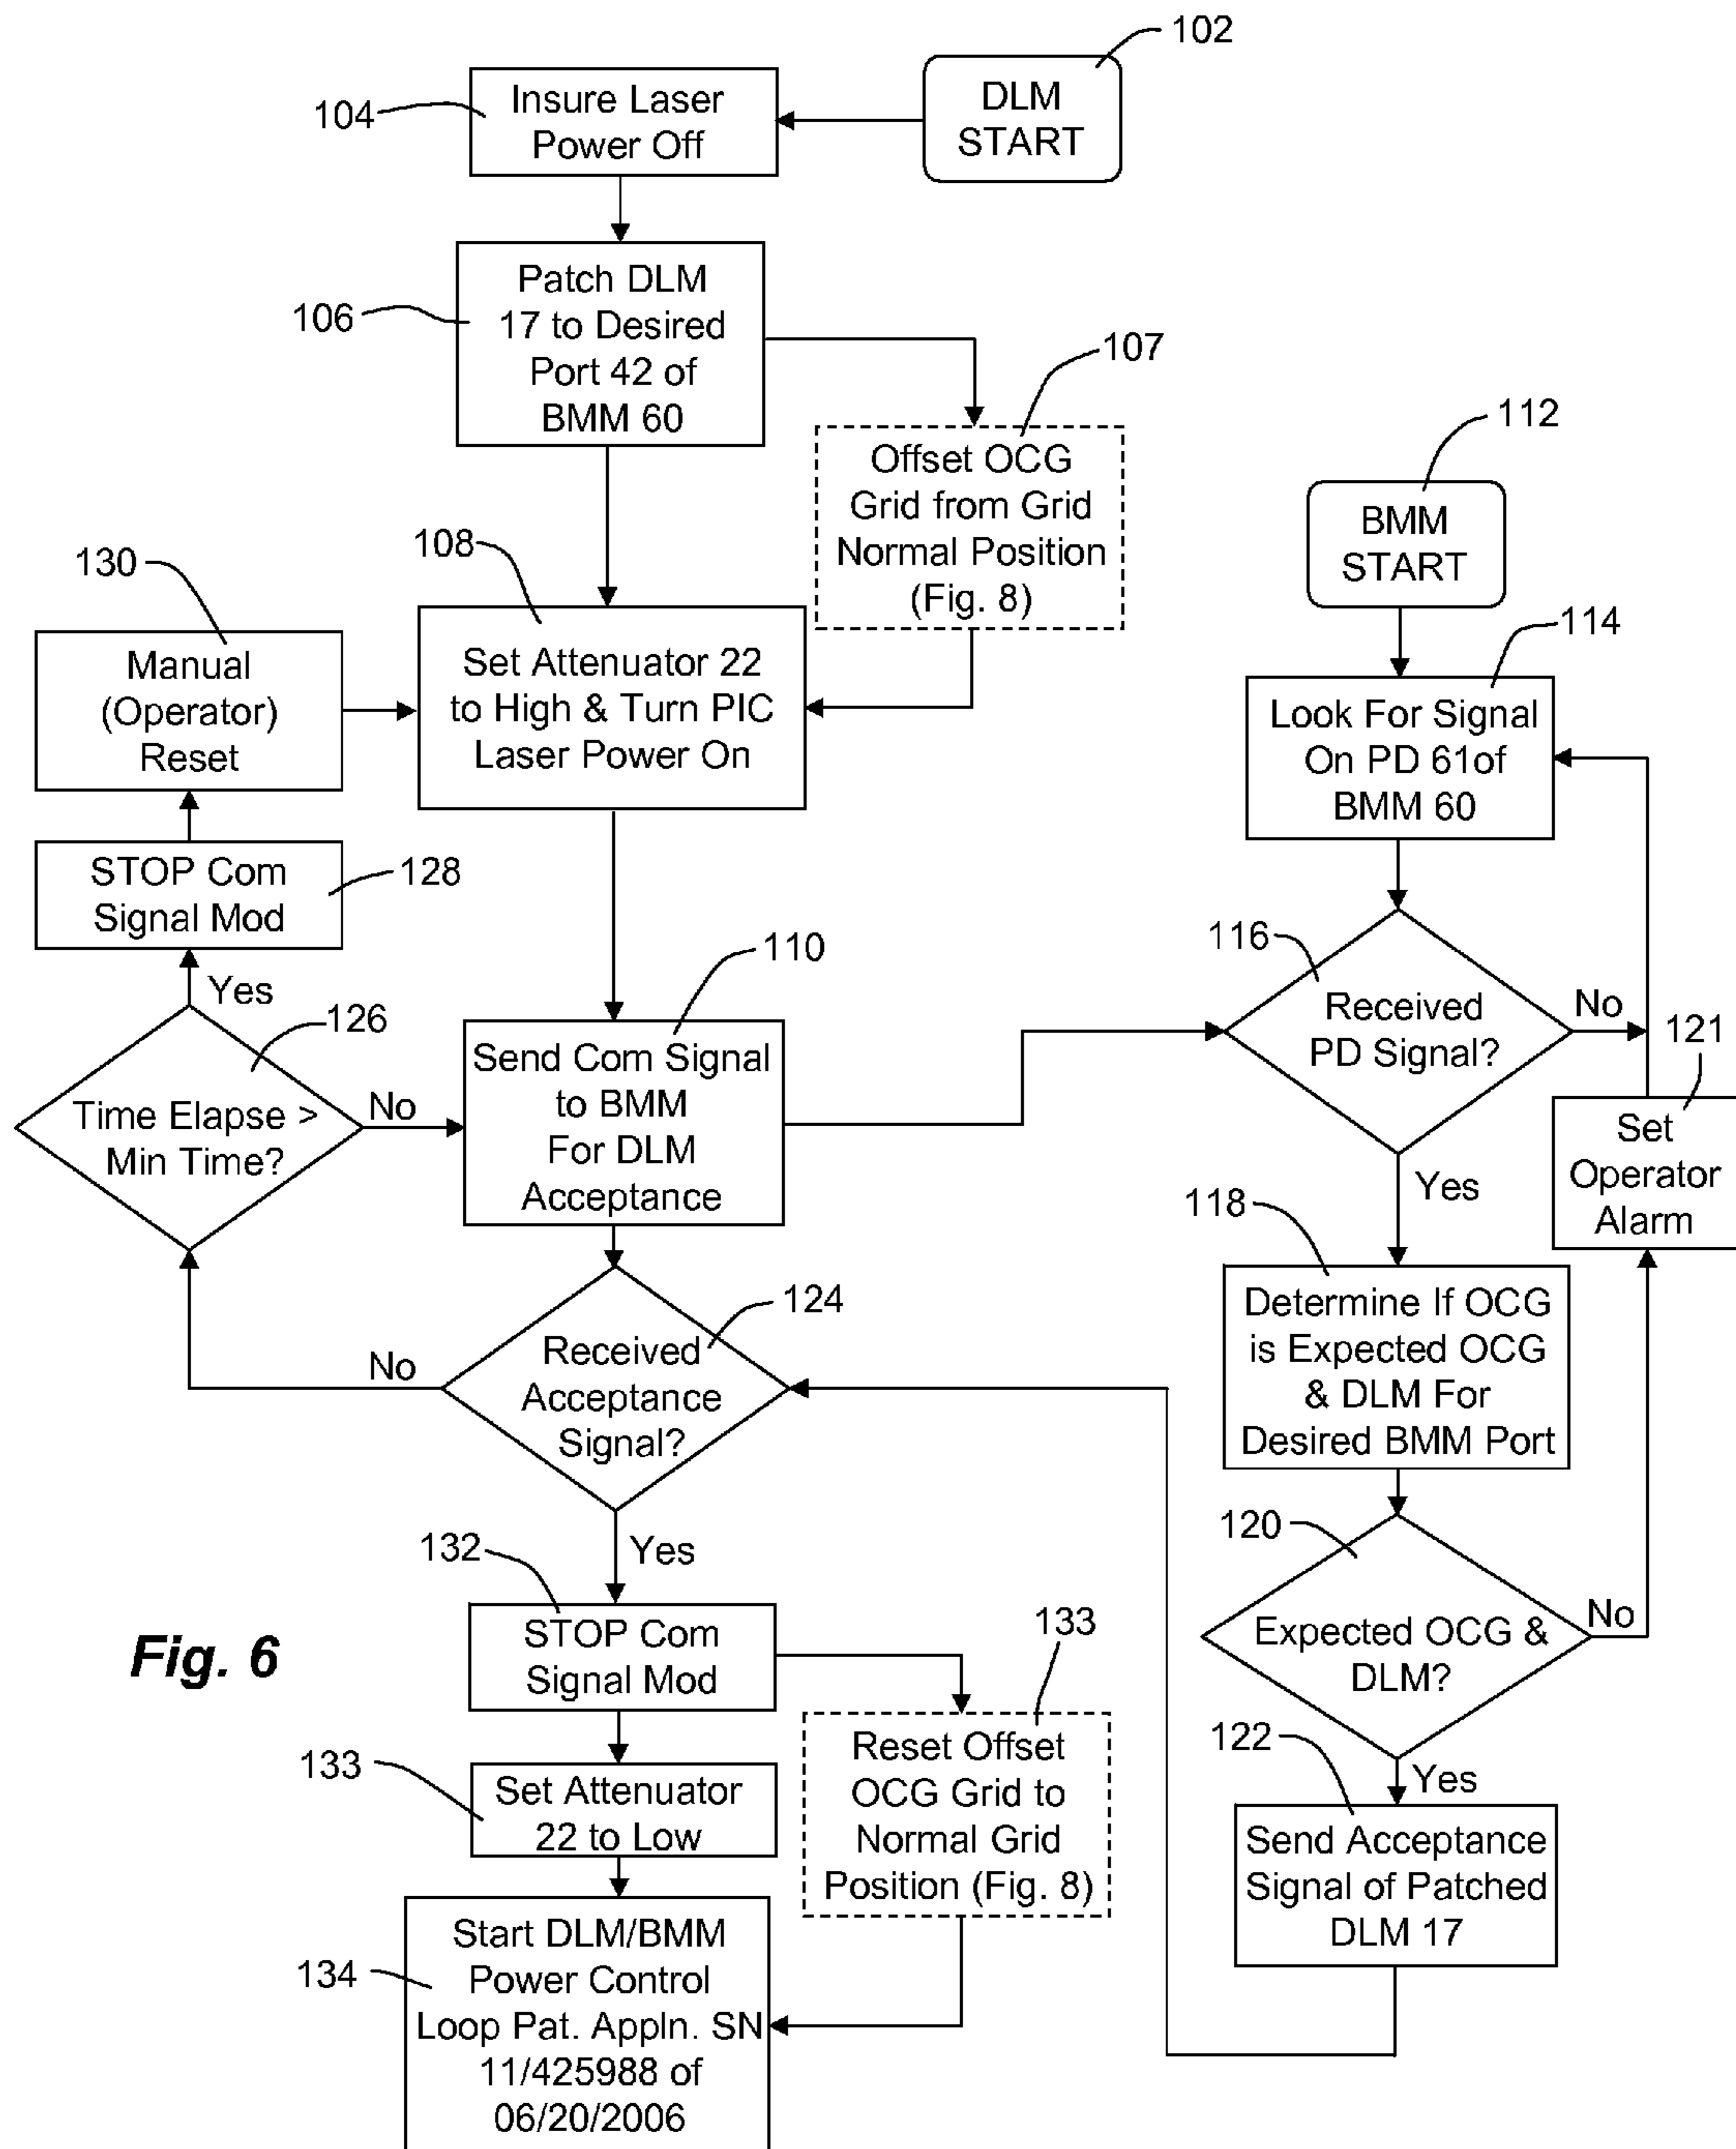 102
DLM
START
104
Insure Laser
Power Off
106
Patch DLM
17 to Desired
Port 42 of
BMM 60
107
Offset OCG
Grid from Grid
Normal Position
(Fig. 8)
108
Set Attenuator 22
to High & Turn PIC
Laser Power On
130
Manual
(Operator)
Reset
128
STOP Com
Signal Mod
Yes
126
Time Elapse >
Min Time?
No
110
Send Com Signal
to BMM
For DLM
Acceptance
124
Received
Acceptance
Signal?
No
Yes
132
STOP Com
Signal Mod
133
Set Attenuator
22 to Low
133
Reset Offset
OCG Grid to
Normal Grid
Position (Fig. 8)
134
Start DLM/BMM
Power Control
Loop Pat. Appln. SN
11/425988 of
06/20/2006
112
BMM
START
114
Look For Signal
On PD 61of
BMM 60
116
Received
PD Signal?
No
Yes
121
Set
Operator
Alarm
118
Determine If OCG
is Expected OCG
& DLM For
Desired BMM Port
120
Expected OCG &
DLM?
No
Yes
122
Send Acceptance
Signal of Patched
DLM 17
Fig. 6